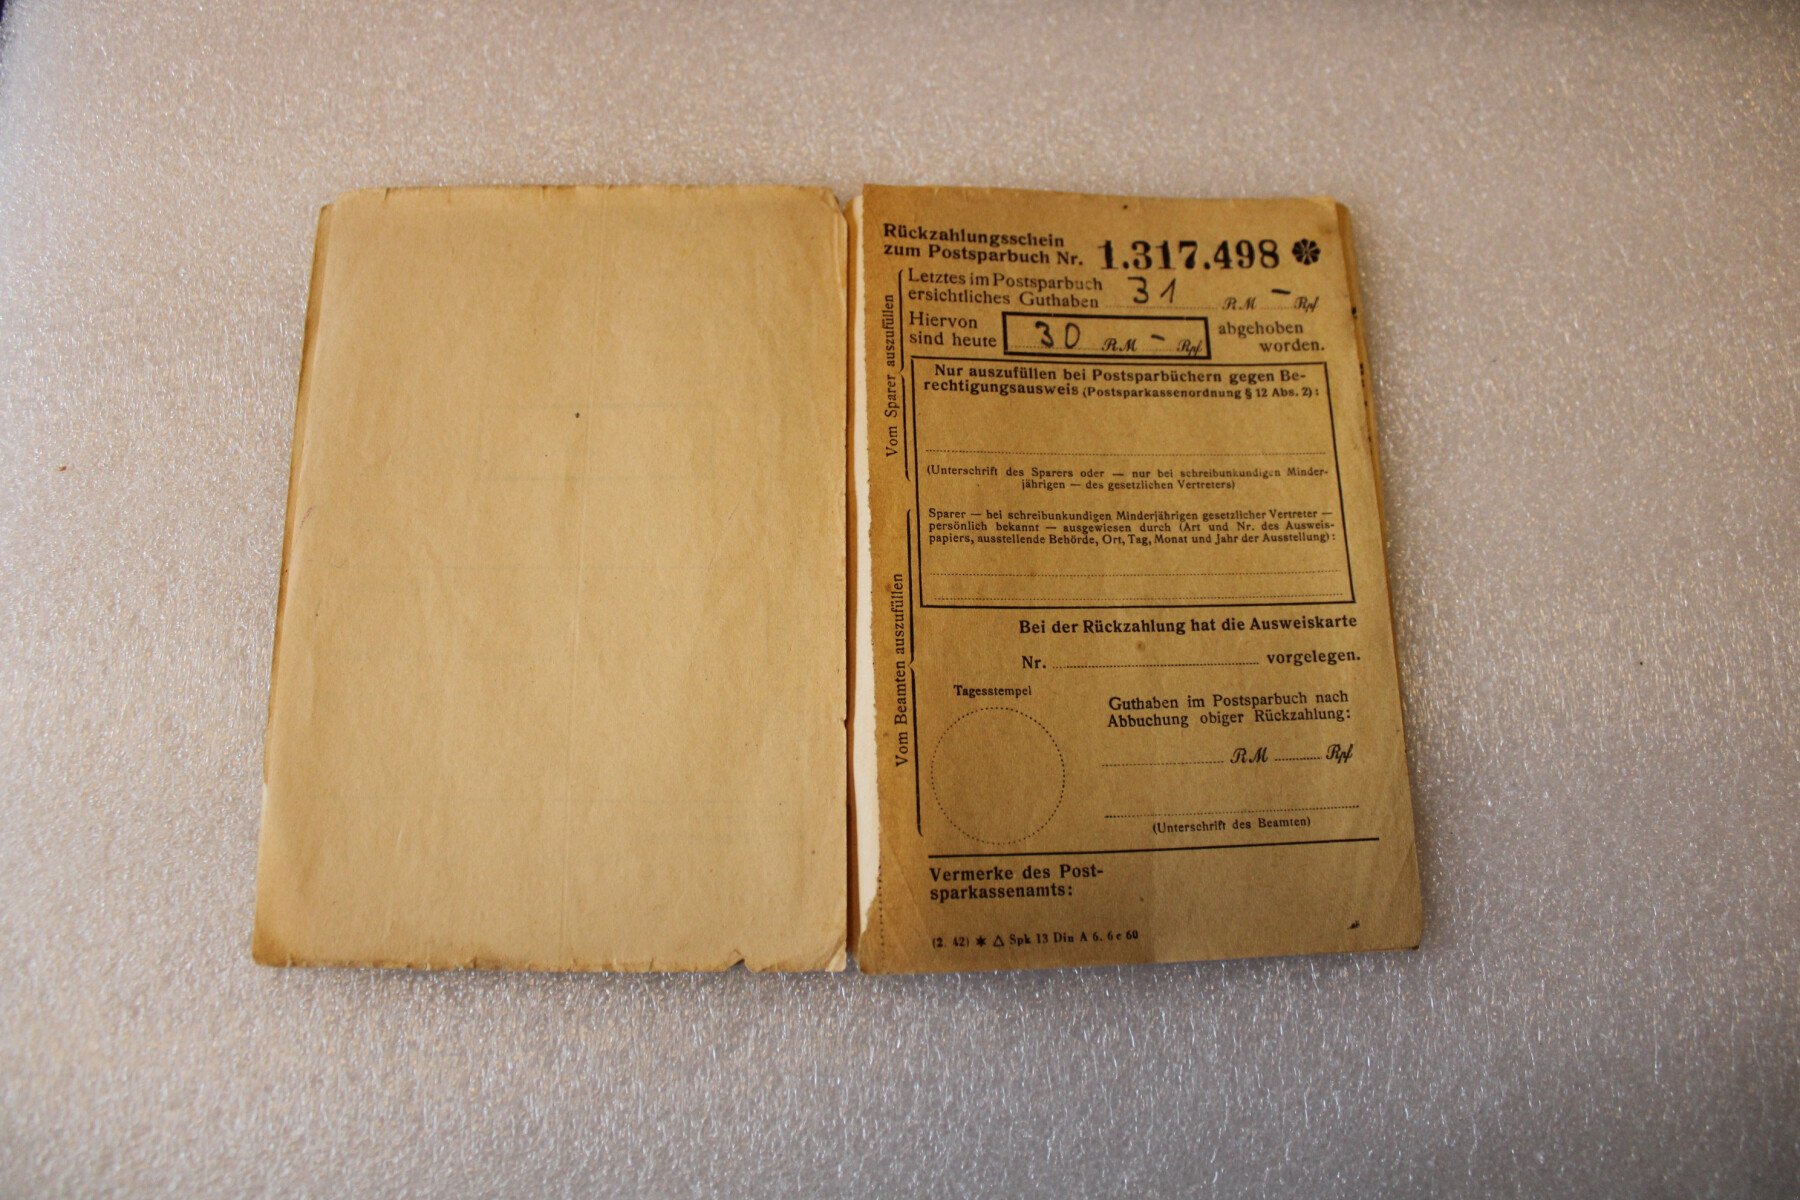 Rückzahlungsschein
zum Postsparbuch Nr. 1.317.498
Letztes im Postsparbuch
ersichtliches Guthaben 31 RM – Rpf
Hiervon
sind heute 30 RM – Rpf abgehoben
worden.
Vom Sparer auszufüllen
Nur auszufüllen bei Postsparbüchern gegen Be-
rechtigungsausweis (Postsparkassenordnung § 12 Abs. 2):
(Unterschrift des Sparers oder — nur bei schreibunkundigen Minder-
jährigen — des gesetzlichen Vertreters)
Sparer — bei schreibunkundigen Minderjährigen gesetzlicher Vertreter —
persönlich bekannt — ausgewiesen durch (Art und Nr. des Ausweis-
papiers, ausstellende Behörde, Ort, Tag, Monat und Jahr der Ausstellung):
Vom Beamten auszufüllen
Bei der Rückzahlung hat die Ausweiskarte
Nr. vorgelegen.
Tagesstempel
Guthaben im Postsparbuch nach
Abbuchung obiger Rückzahlung:
RM Rpf
(Unterschrift des Beamten)
Vermerke des Post-
sparkassenamts:
(2. 42) ✶ △ Spk 13 Din A 6. 6e 60